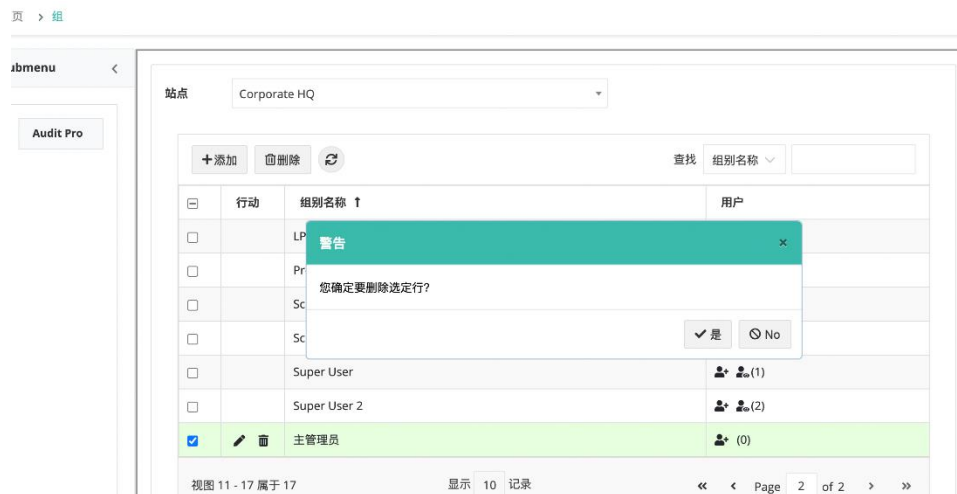 页 > 组
ubmenu
站点 Corporate HQ
Audit Pro
添加 删除 查找 组别名称
行动 组别名称 用户
LP
Pr
Sc
Sc
警告
您确定要删除选定行?
是 No
Super User (1)
Super User 2 (2)
主管理员 (0)
视图 11 - 17 属于 17 显示 10 记录 Page 2 of 2